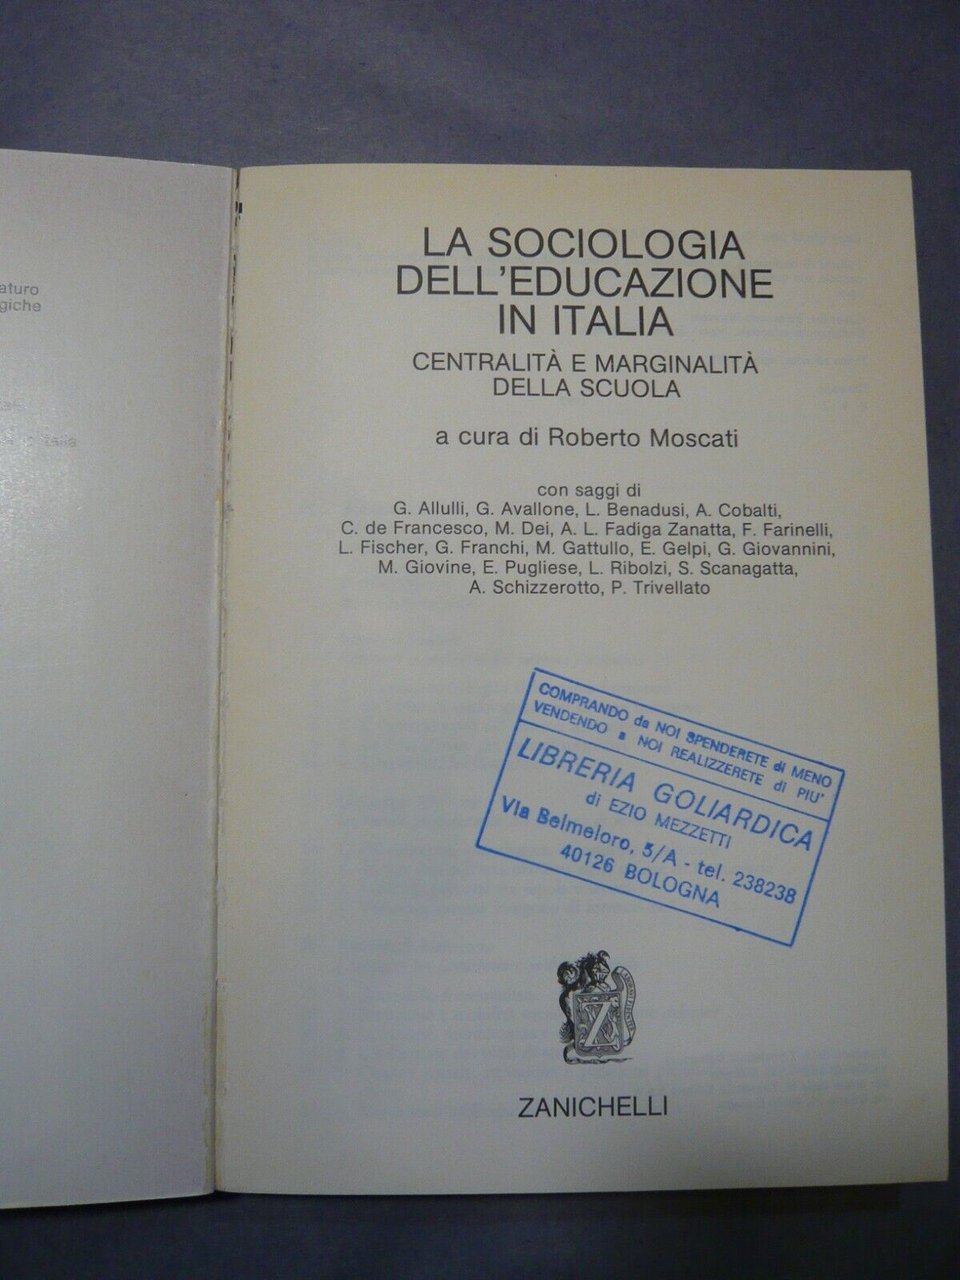 aturo
giche
LA SOCIOLOGIA
DELL'EDUCAZIONE
IN ITALIA
CENTRALITÀ E MARGINALITÀ
DELLA SCUOLA
a cura di Roberto Moscati
con saggi di
G. Allulli, G. Avallone, L. Benadusi, A. Cobalti,
C. de Francesco, M. Dei, A. L. Fadiga Zanatta, F. Farinelli,
L. Fischer, G. Franchi, M. Gattullo, E. Gelpi, G. Giovannini,
M. Giovine, E. Pugliese, L. Ribolzi, S. Scanagatta,
A. Schizzerotto, P. Trivellato
COMPRANDO da NOI SPENDERETE di MENO
VENDENDO a NOI REALIZZERETE di PIU'
LIBRERIA GOLIARDICA
di EZIO MEZZETTI
Via Belmeloro, 3/A - tel. 238238
40126 BOLOGNA
Z
ZANICHELLI